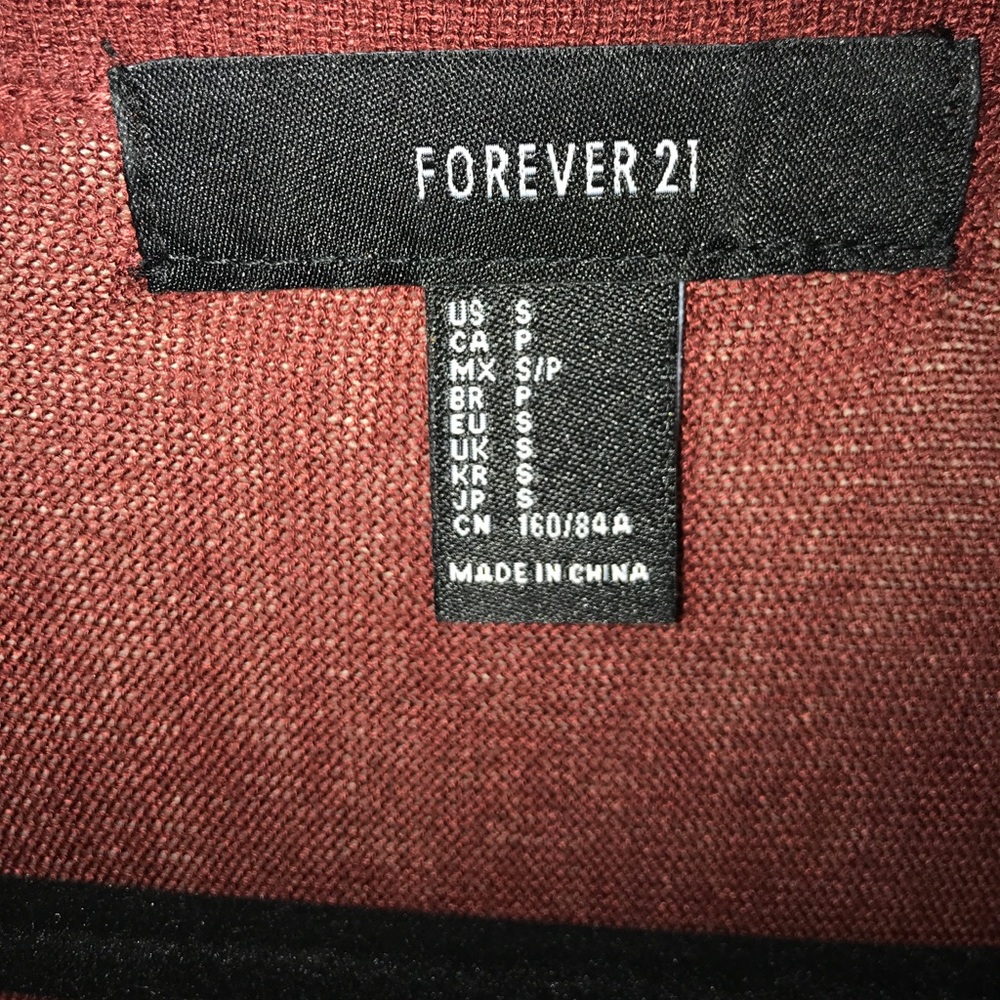 FOREVER 21
US S
CA P
MX S/P
BR P
EU S
UK S
KR S
JP S
CN 160/84A
MADE IN CHINA